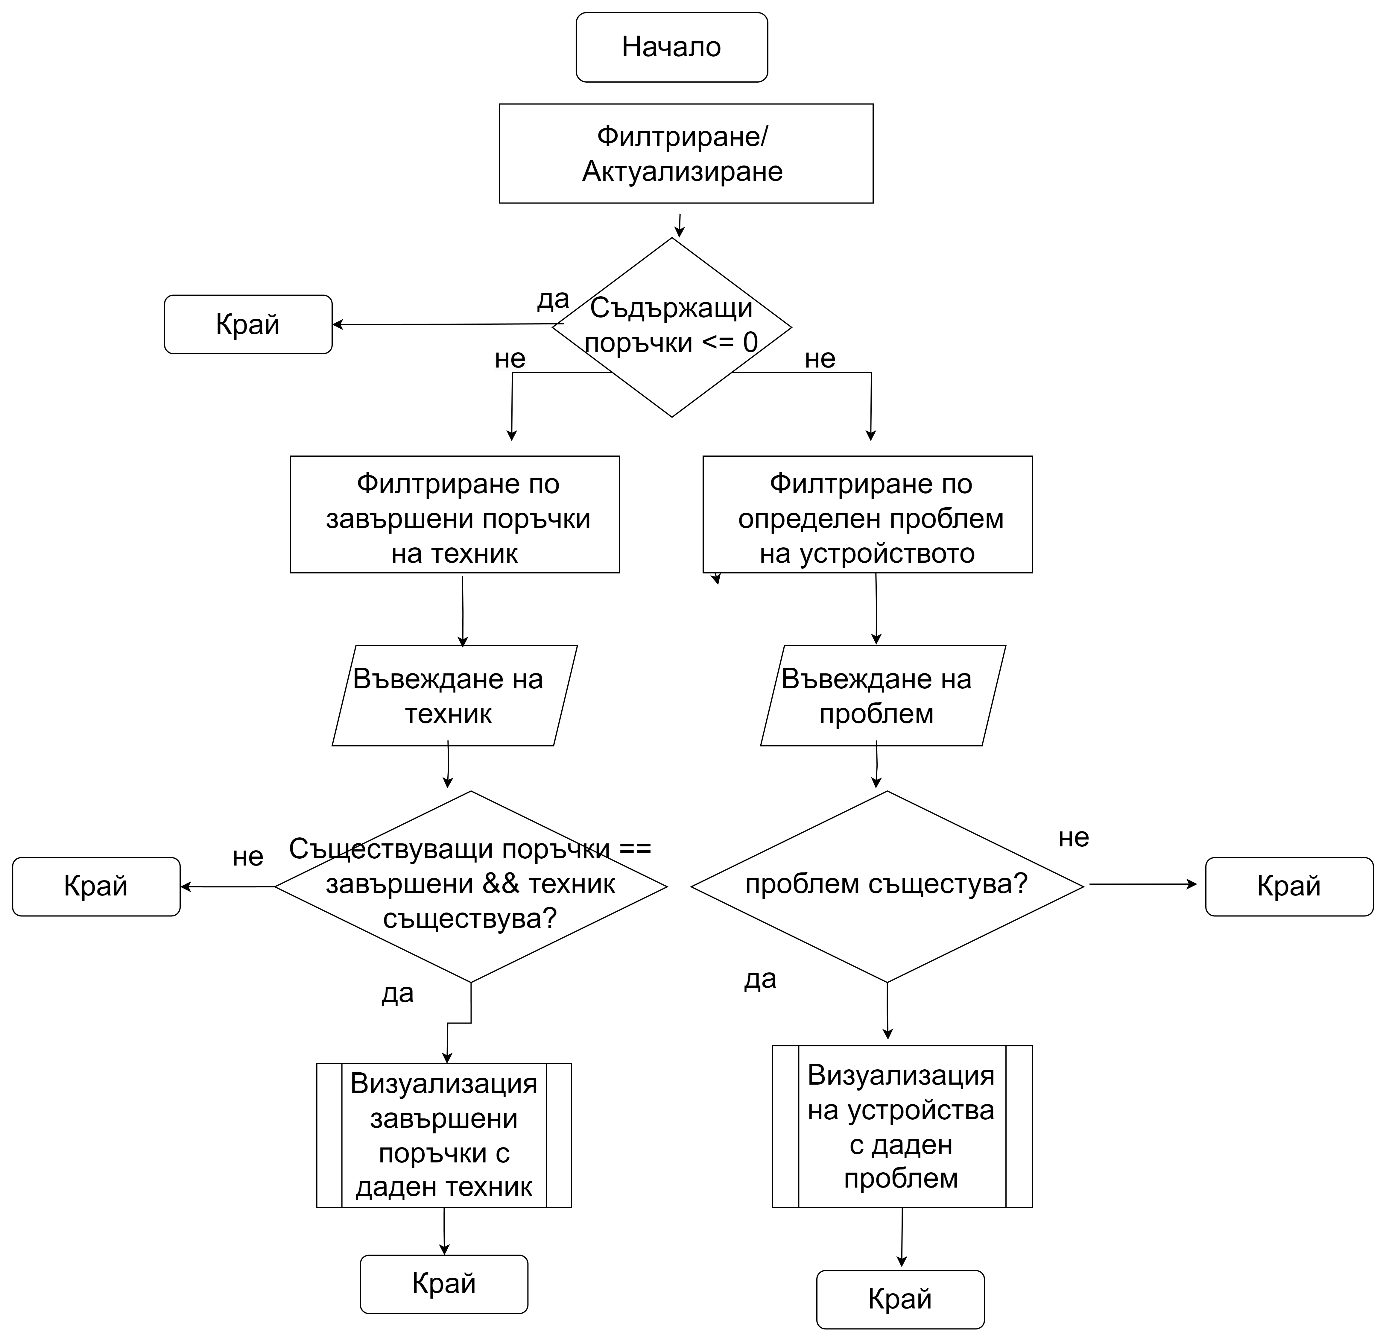 Начало
Филтриране/
Актуализиране
да
Съдържащи
поръчки <= 0
Край
не
не
Филтриране по
завършени поръчки
на техник
Филтриране по
определен проблем
на устройството
Въвеждане на
техник
Въвеждане на
проблем
Съществуващи поръчки ==
завършени && техник
съществува?
не
Край
проблем същестува?
не
Край
да
да
Визуализация
завършени
поръчки с
даден техник
Визуализация
на устройства
с даден
проблем
Край
Край